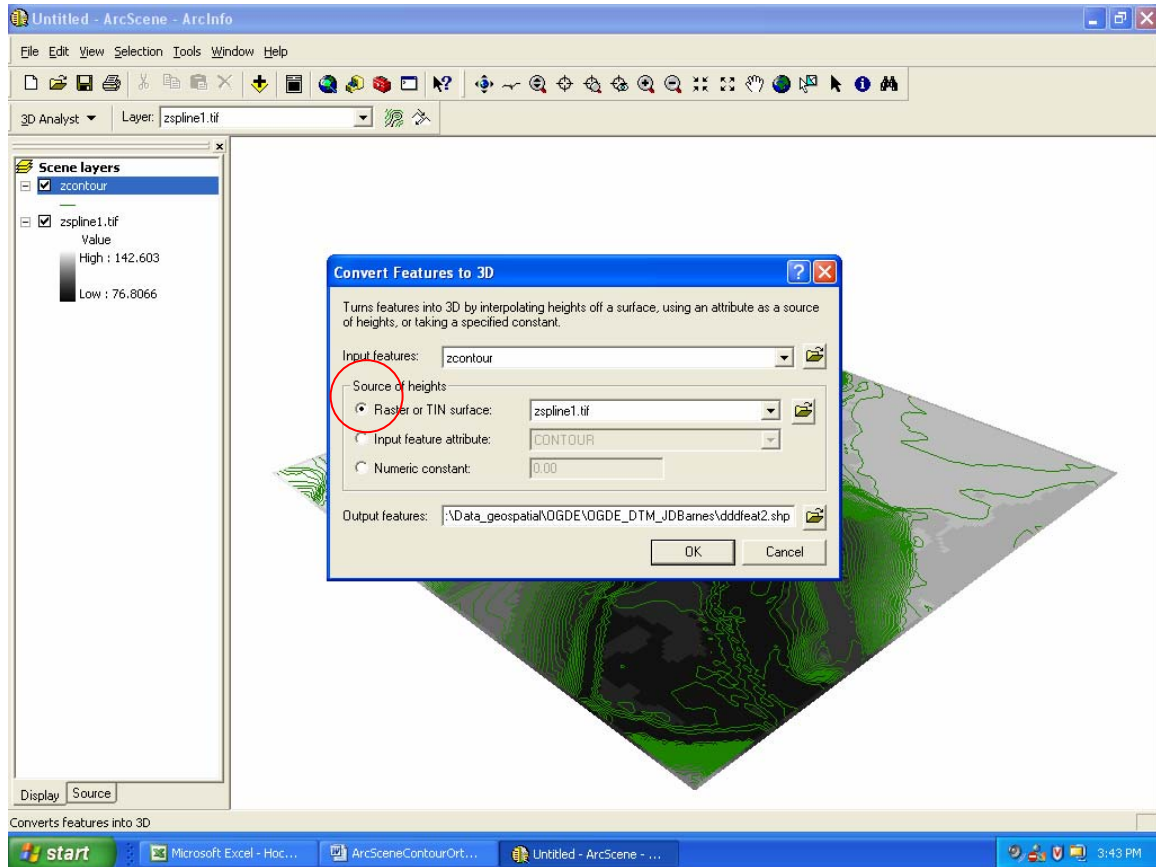 Untitled - ArcScene - ArcInfo
File Edit View Selection Tools Window Help
3D Analyst
Layer: zspline1.tif
Scene layers
zcontour
zspline1.tif
Value
High : 142.603
Low : 76.8066
Convert Features to 3D
Turns features into 3D by interpolating heights off a surface, using an attribute as a source
of heights, or taking a specified constant.
Input features: zcontour
Source of heights
Raster or TIN surface: zspline1.tif
Input feature attribute: CONTOUR
Numeric constant: 0.00
Output features: :\Data_geospatial\OGDE\OGDE_DTM_JDBarnes\dddfeat2.shp
OK Cancel
Display Source
Converts features into 3D
start Microsoft Excel - Hoc... ArcSceneContourOrt... Untitled - ArcScene - ... 3:43 PM